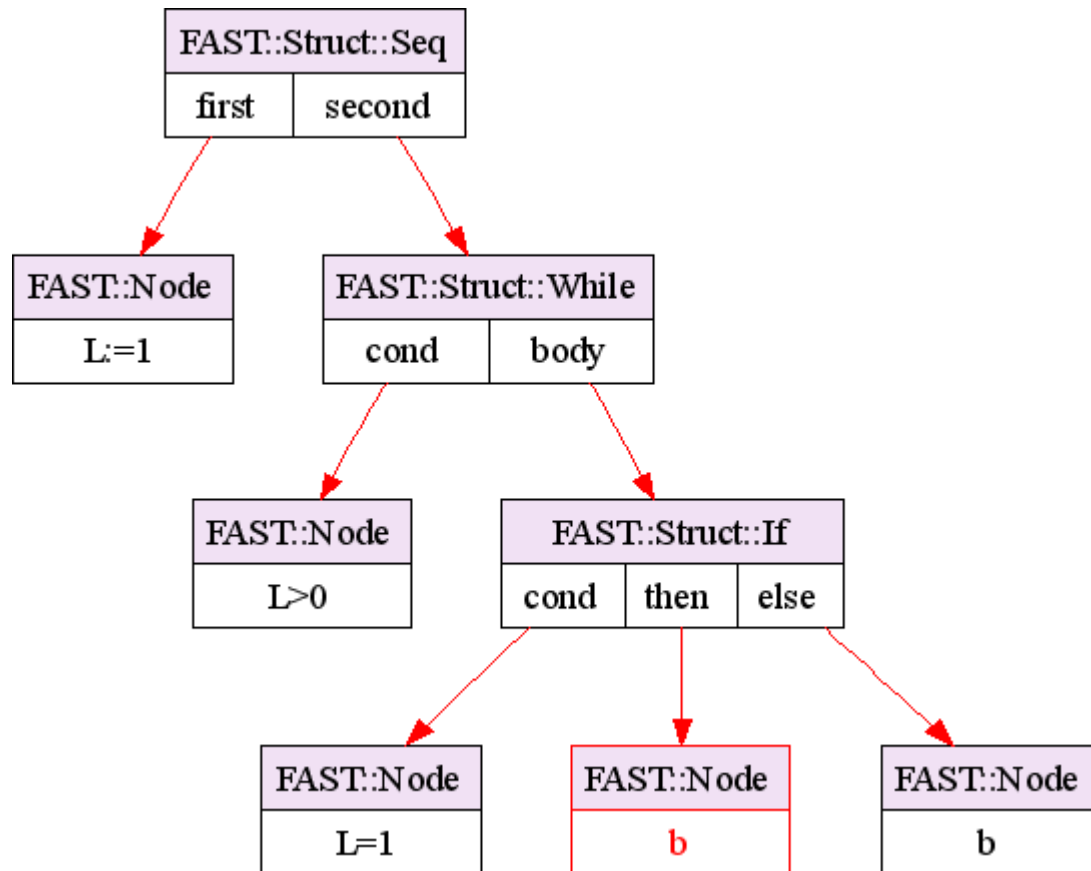 FAST::Struct::Seq
first second
FAST::Node
L:=1
FAST::Struct::While
cond body
FAST::Node
L>0
FAST::Struct::If
cond then else
FAST::Node
L=1
FAST::Node
b
FAST::Node
b